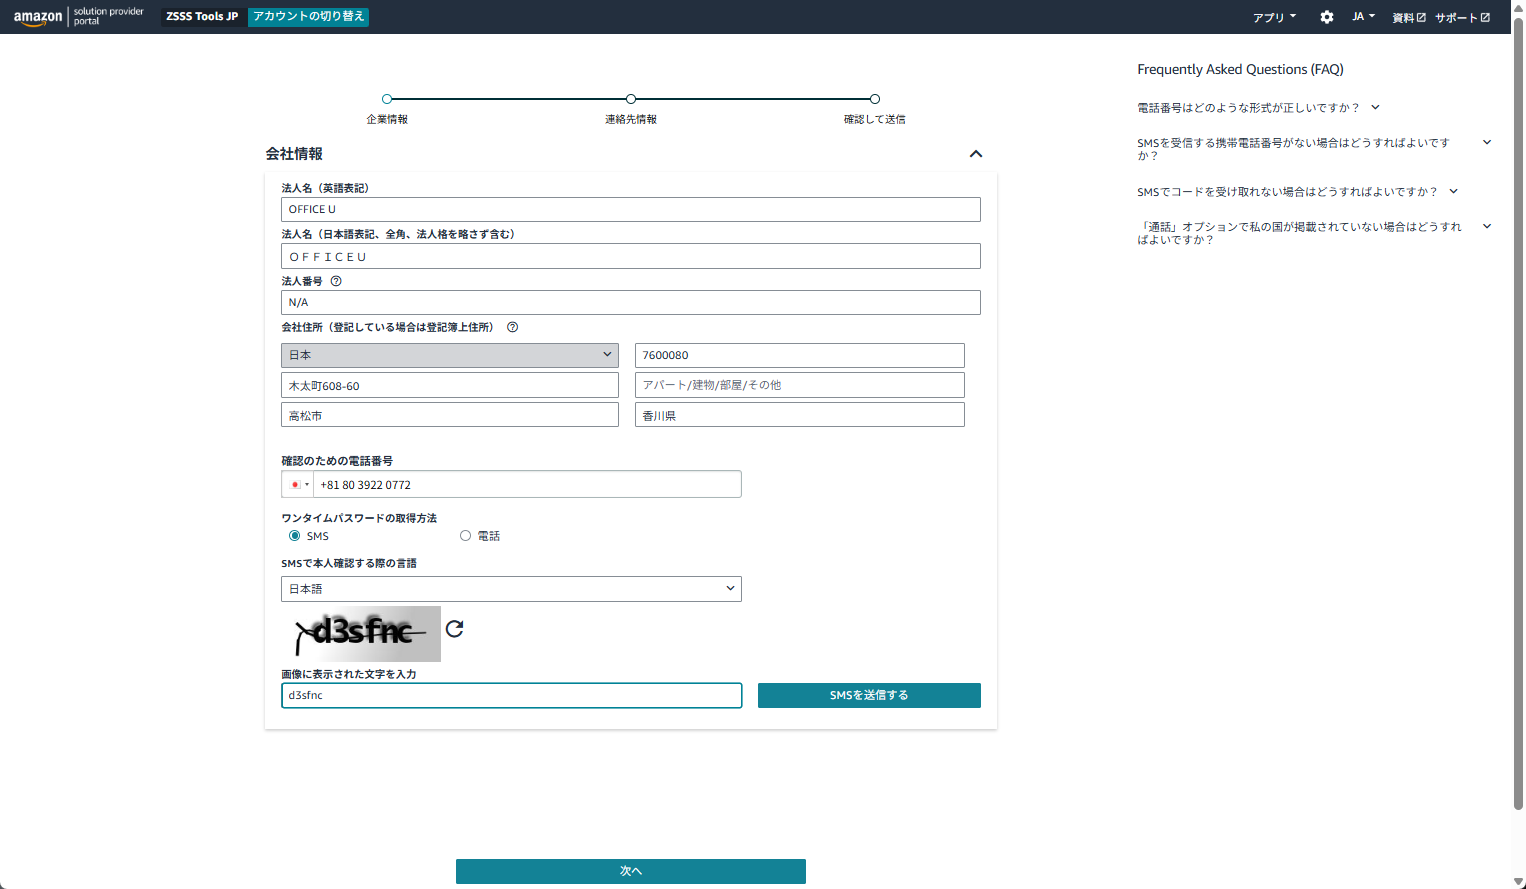 amazon solution provider portal ZSSS Tools JP アカウントの切り替え アプリ JA 資料 サポート
企業情報 連絡先情報 確認して送信
会社情報
法人名（英語表記）
OFFICE U
法人名（日本語表記、全角、法人格を略さず含む）
ＯＦＦＩＣＥＵ
法人番号
N/A
会社住所（登記している場合は登記簿上住所）
日本 7600080
木太町608-60 アパート/建物/部屋/その他
高松市 香川県
確認のための電話番号
+81 80 3922 0772
ワンタイムパスワードの取得方法
SMS 電話
SMSで本人確認する際の言語
日本語
d3sfnc
画像に表示された文字を入力
d3sfnc SMSを送信する
次へ
Frequently Asked Questions (FAQ)
電話番号はどのような形式が正しいですか？
SMSを受信する携帯電話番号がない場合はどうすればよいです
か？
SMSでコードを受け取れない場合はどうすればよいですか？
「通話」オプションで私の国が掲載されていない場合はどうすれ
ばよいですか？